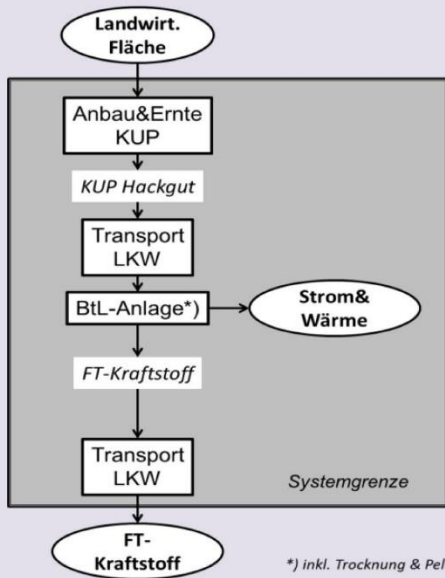 Landwirt.
Fläche
Anbau&Ernte
KUP
KUP Hackgut
Transport
LKW
BtL-Anlage*)
Strom&
Wärme
FT-Kraftstoff
Transport
LKW
Systemgrenze
FT-
Kraftstoff
*) inkl. Trocknung & Pel